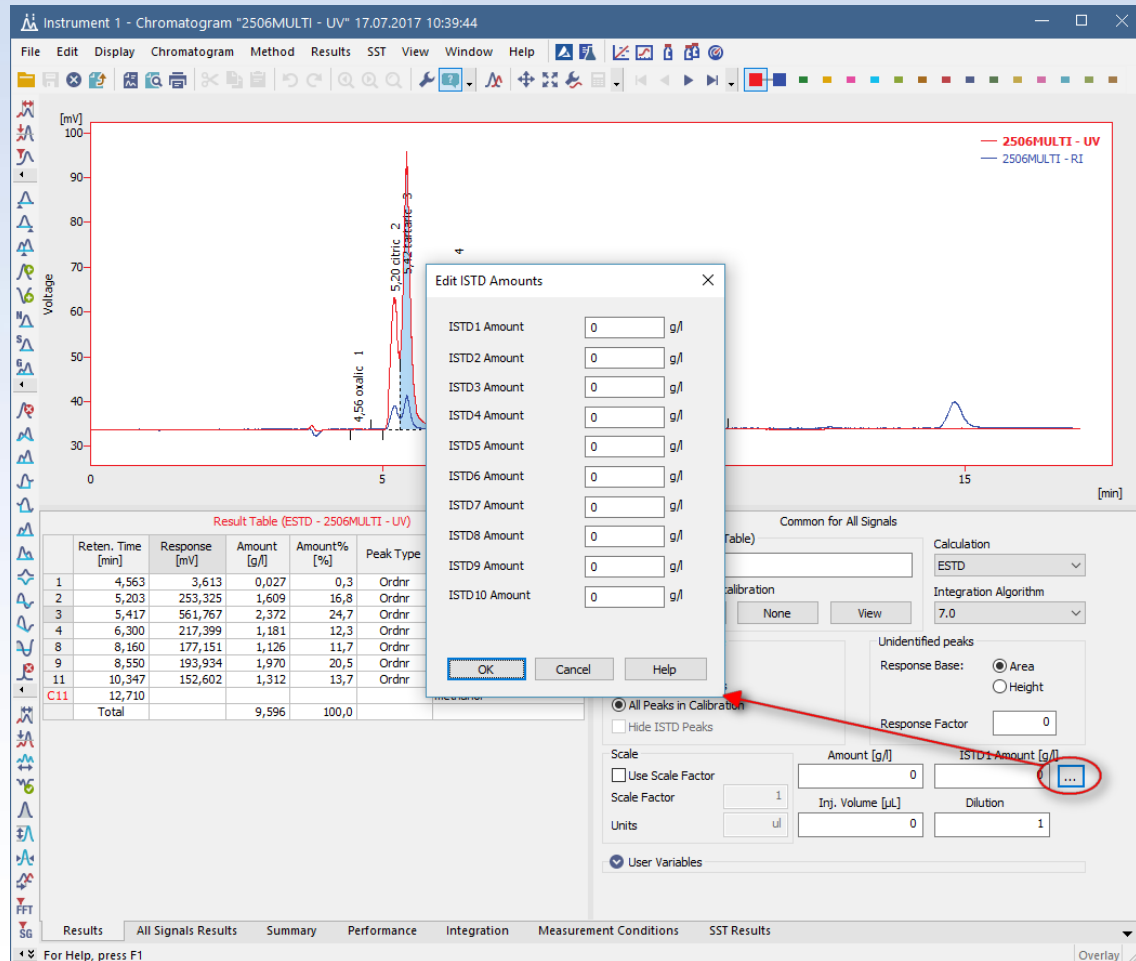 Instrument 1 - Chromatogram "2506MULTI - UV" 17.07.2017 10:39:44
File Edit Display Chromatogram Method Results SST View Window Help
[mV]
100
90
80
70
60
50
40
30
Voltage
0
5
15
[min]
2506MULTI - UV
2506MULTI - RI
4,56 oxalic 1
5,20 citric 2
5,42 tartaric 3
4
Edit ISTD Amounts
ISTD1 Amount 0 g/l
ISTD2 Amount 0 g/l
ISTD3 Amount 0 g/l
ISTD4 Amount 0 g/l
ISTD5 Amount 0 g/l
ISTD6 Amount 0 g/l
ISTD7 Amount 0 g/l
ISTD8 Amount 0 g/l
ISTD9 Amount 0 g/l
ISTD10 Amount 0 g/l
OK Cancel Help
Result Table (ESTD - 2506MULTI - UV)
Reten. Time Response Amount Amount% Peak Type
[min] [mV] [g/l] [%]
1 4,563 3,613 0,027 0,3 Ordnr
2 5,203 253,325 1,609 16,8 Ordnr
3 5,417 561,767 2,372 24,7 Ordnr
4 6,300 217,399 1,181 12,3 Ordnr
8 8,160 177,151 1,126 11,7 Ordnr
9 8,550 193,934 1,970 20,5 Ordnr
11 10,347 152,602 1,312 13,7 Ordnr
C11 12,710
Total 9,596 100,0
Common for All Signals
Table)
Calculation
ESTD
None View
Integration Algorithm
7.0
Unidentified peaks
Response Base: Area
Height
Response Factor 0
All Peaks in Calibration
Hide ISTD Peaks
Scale
Use Scale Factor
Scale Factor 1
Units ul
Amount [g/l] ISTD1 Amount [g/l]
0 0 ...
Inj. Volume [µL] Dilution
0 1
User Variables
Results All Signals Results Summary Performance Integration Measurement Conditions SST Results
For Help, press F1
Overlay
N
S
G
FFT
SG